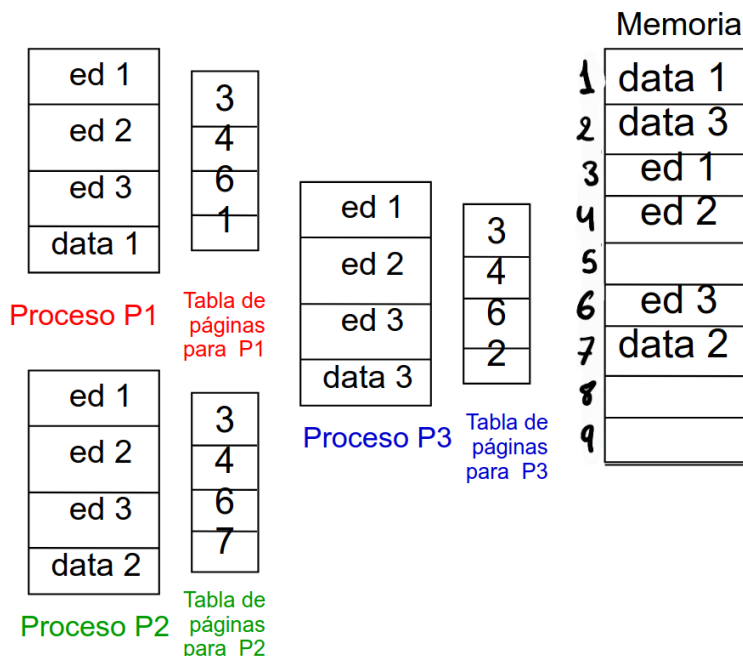 ed 1
ed 2
ed 3
data 1
Proceso P1
3
4
6
1
Tabla de
páginas
para P1
ed 1
ed 2
ed 3
data 2
Proceso P2
3
4
6
7
Tabla de
páginas
para P2
ed 1
ed 2
ed 3
data 3
Proceso P3
3
4
6
2
Tabla de
páginas
para P3
Memoria
1 data 1
2 data 3
3 ed 1
4 ed 2
5
6 ed 3
7 data 2
8
9